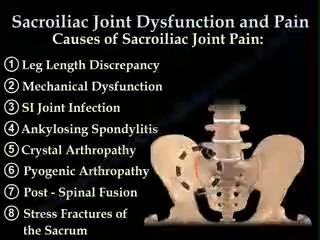 Sacroiliac Joint Dysfunction and Pain
Causes of Sacroiliac Joint Pain:
① Leg Length Discrepancy
② Mechanical Dysfunction
③ SI Joint Infection
④ Ankylosing Spondylitis
⑤ Crystal Arthropathy
⑥ Pyogenic Arthropathy
⑦ Post - Spinal Fusion
⑧ Stress Fractures of
the Sacrum